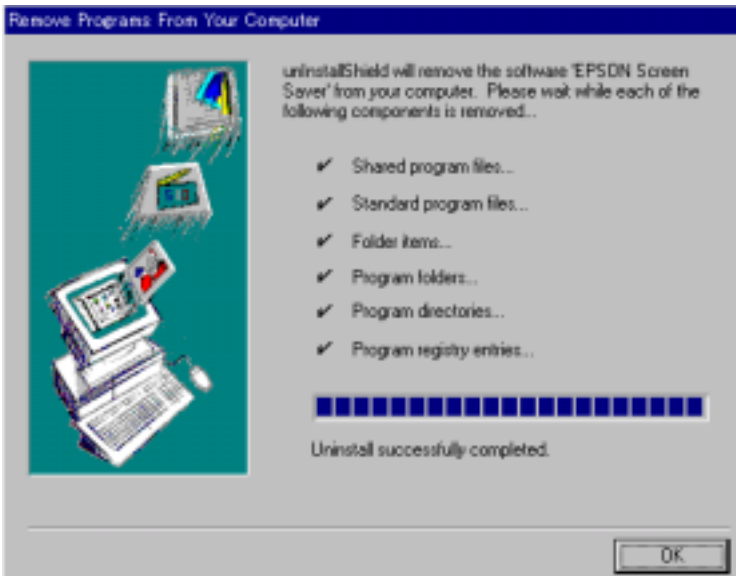 Remove Programs From Your Computer
unInstallShield will remove the software 'EPSON Screen
Saver' from your computer. Please wait while each of the
following components is removed...
✔ Shared program files...
✔ Standard program files...
✔ Folder items...
✔ Program folders...
✔ Program directories...
✔ Program registry entries...
Uninstall successfully completed.
OK